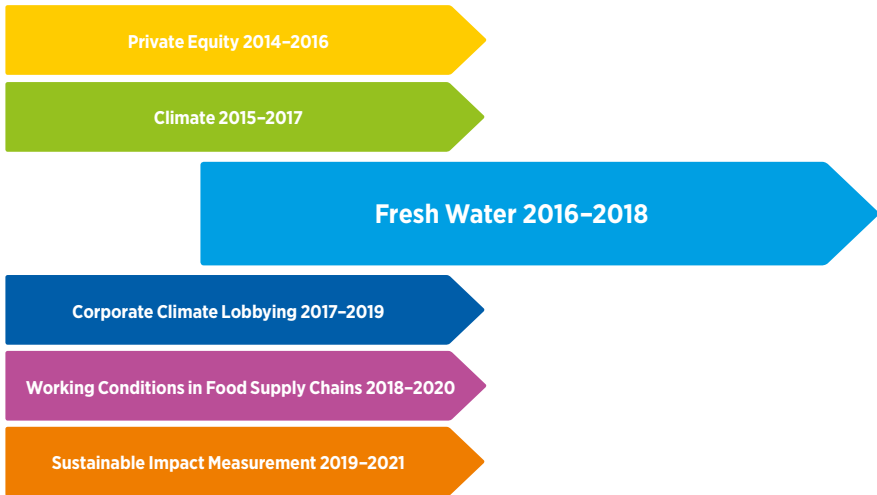 Private Equity 2014–2016
Climate 2015–2017
Fresh Water 2016–2018
Corporate Climate Lobbying 2017–2019
Working Conditions in Food Supply Chains 2018–2020
Sustainable Impact Measurement 2019–2021